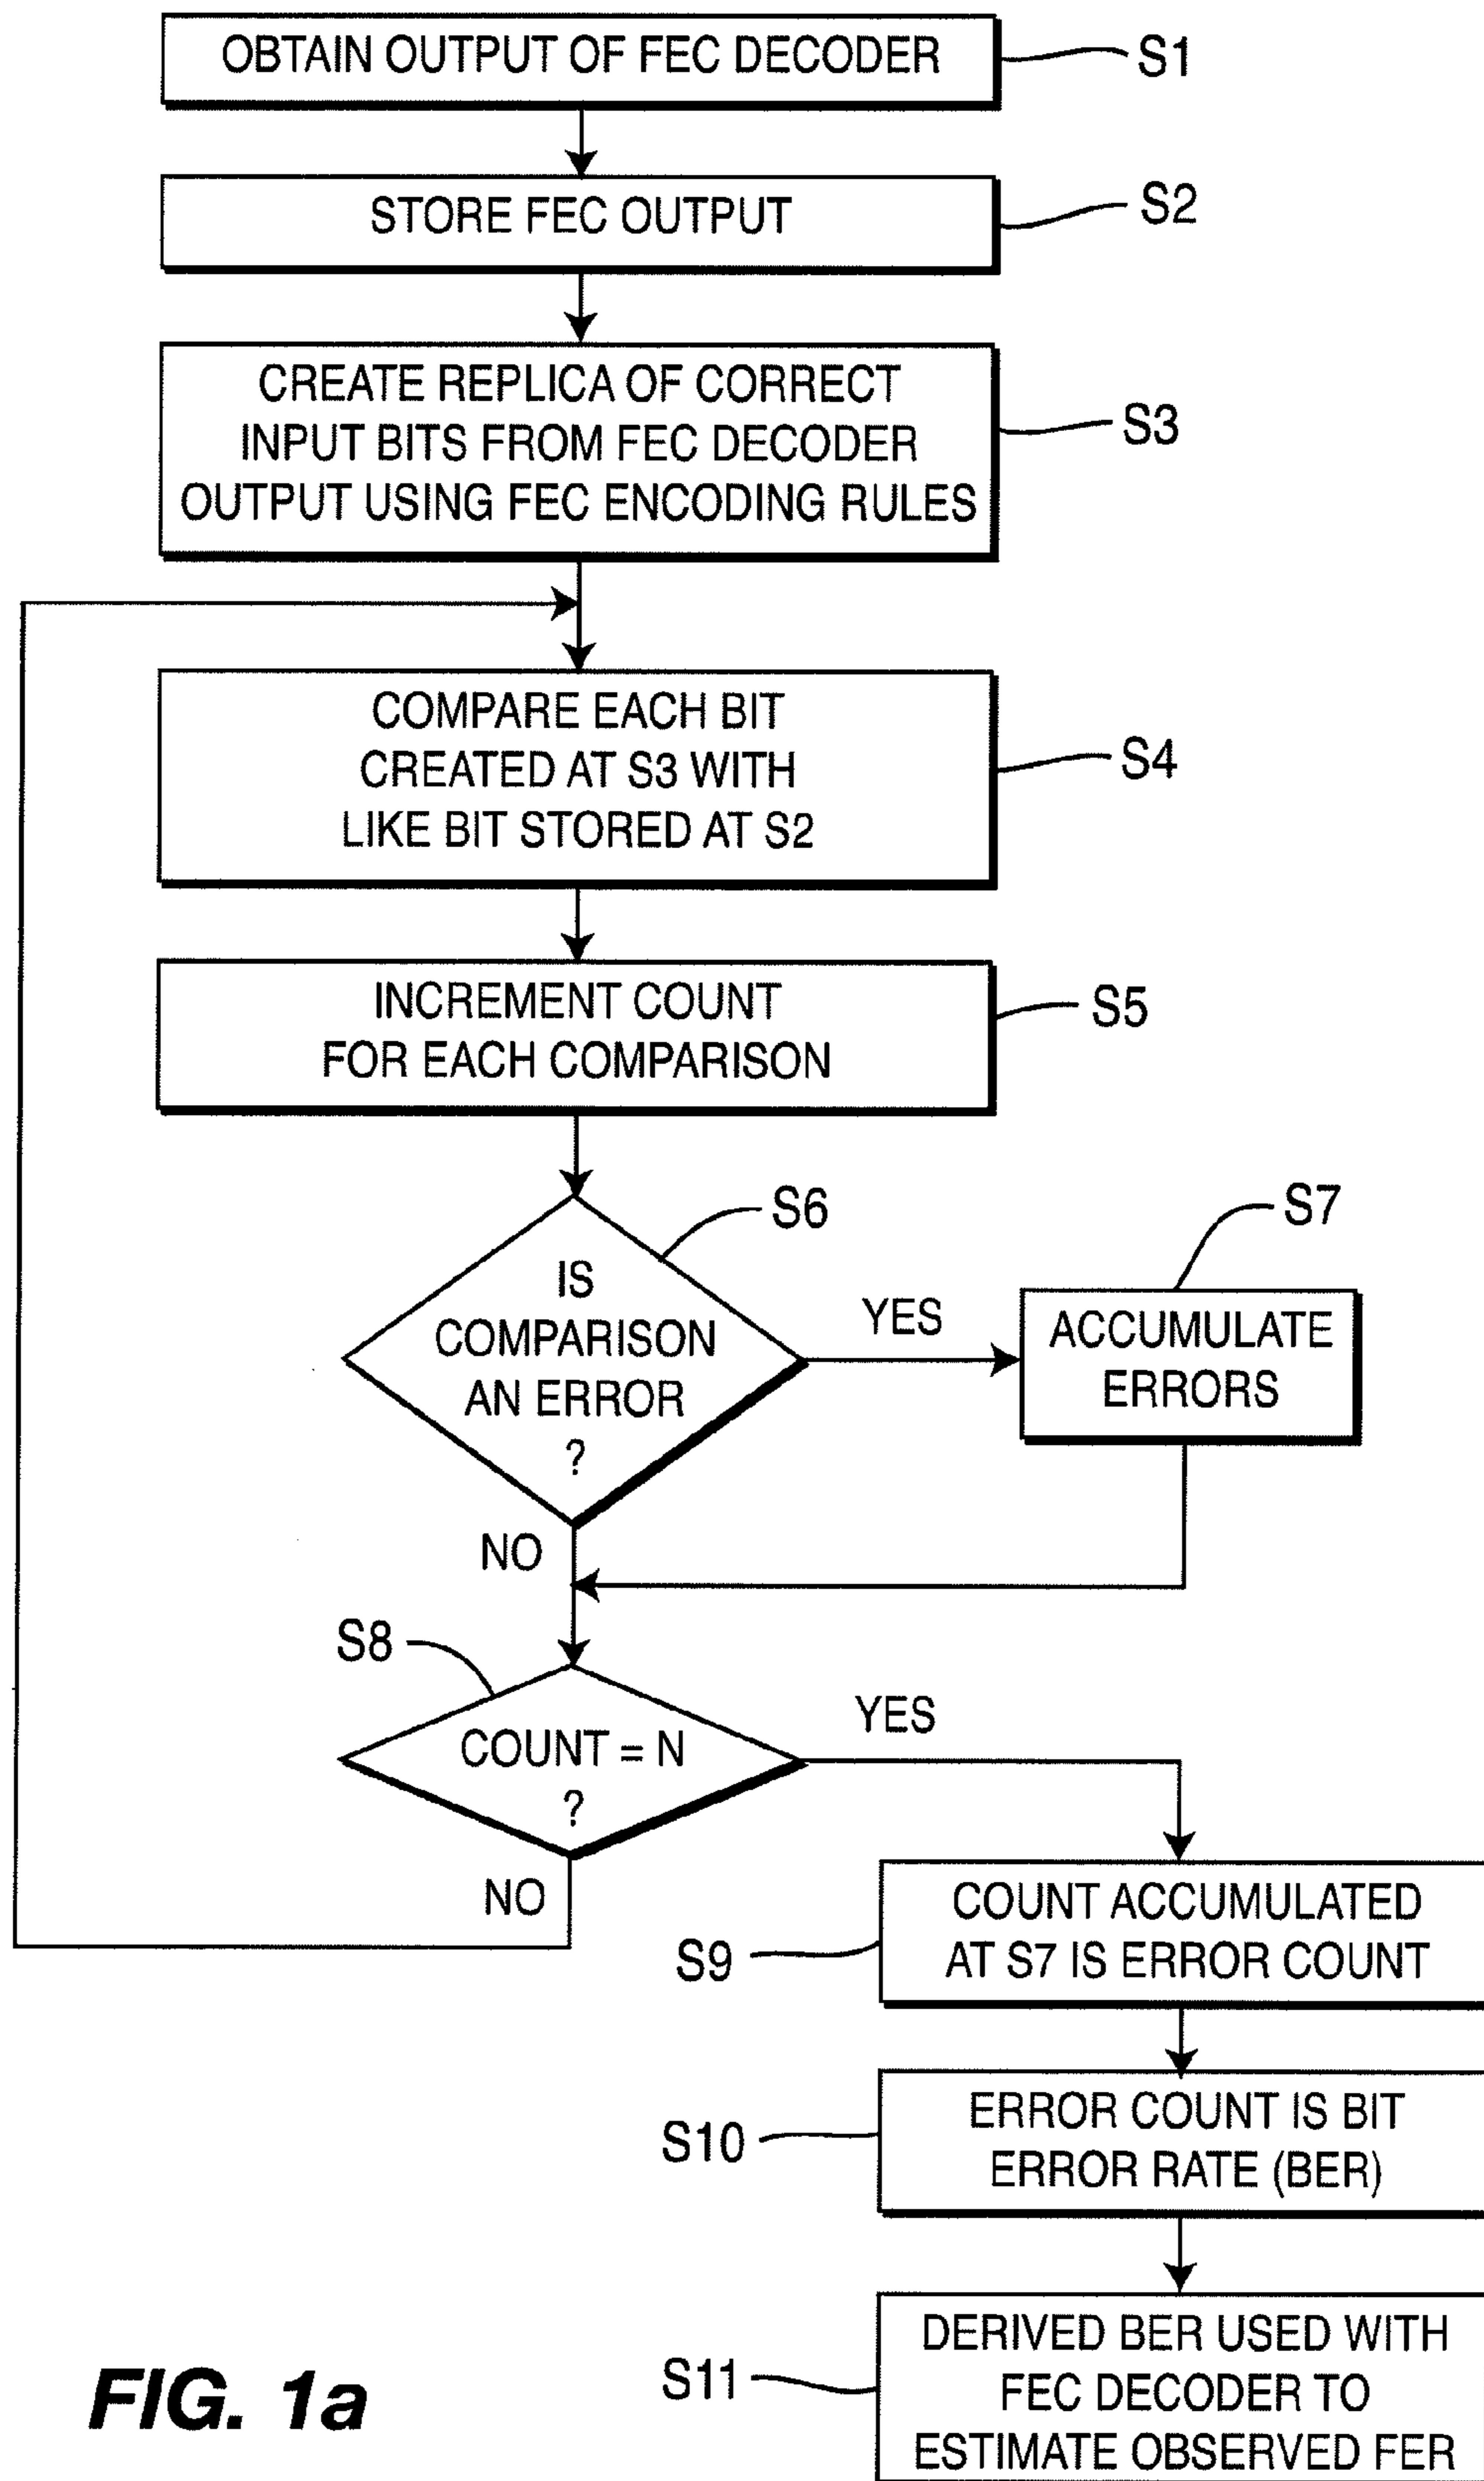 OBTAIN OUTPUT OF FEC DECODER
S1
STORE FEC OUTPUT
S2
CREATE REPLICA OF CORRECT
INPUT BITS FROM FEC DECODER
OUTPUT USING FEC ENCODING RULES
S3
COMPARE EACH BIT
CREATED AT S3 WITH
LIKE BIT STORED AT S2
S4
INCREMENT COUNT
FOR EACH COMPARISON
S5
IS
COMPARISON
AN ERROR
?
S6
YES
ACCUMULATE
ERRORS
S7
NO
COUNT = N
?
S8
YES
NO
COUNT ACCUMULATED
AT S7 IS ERROR COUNT
S9
ERROR COUNT IS BIT
ERROR RATE (BER)
S10
DERIVED BER USED WITH
FEC DECODER TO
ESTIMATE OBSERVED FER
S11
FIG. 1a